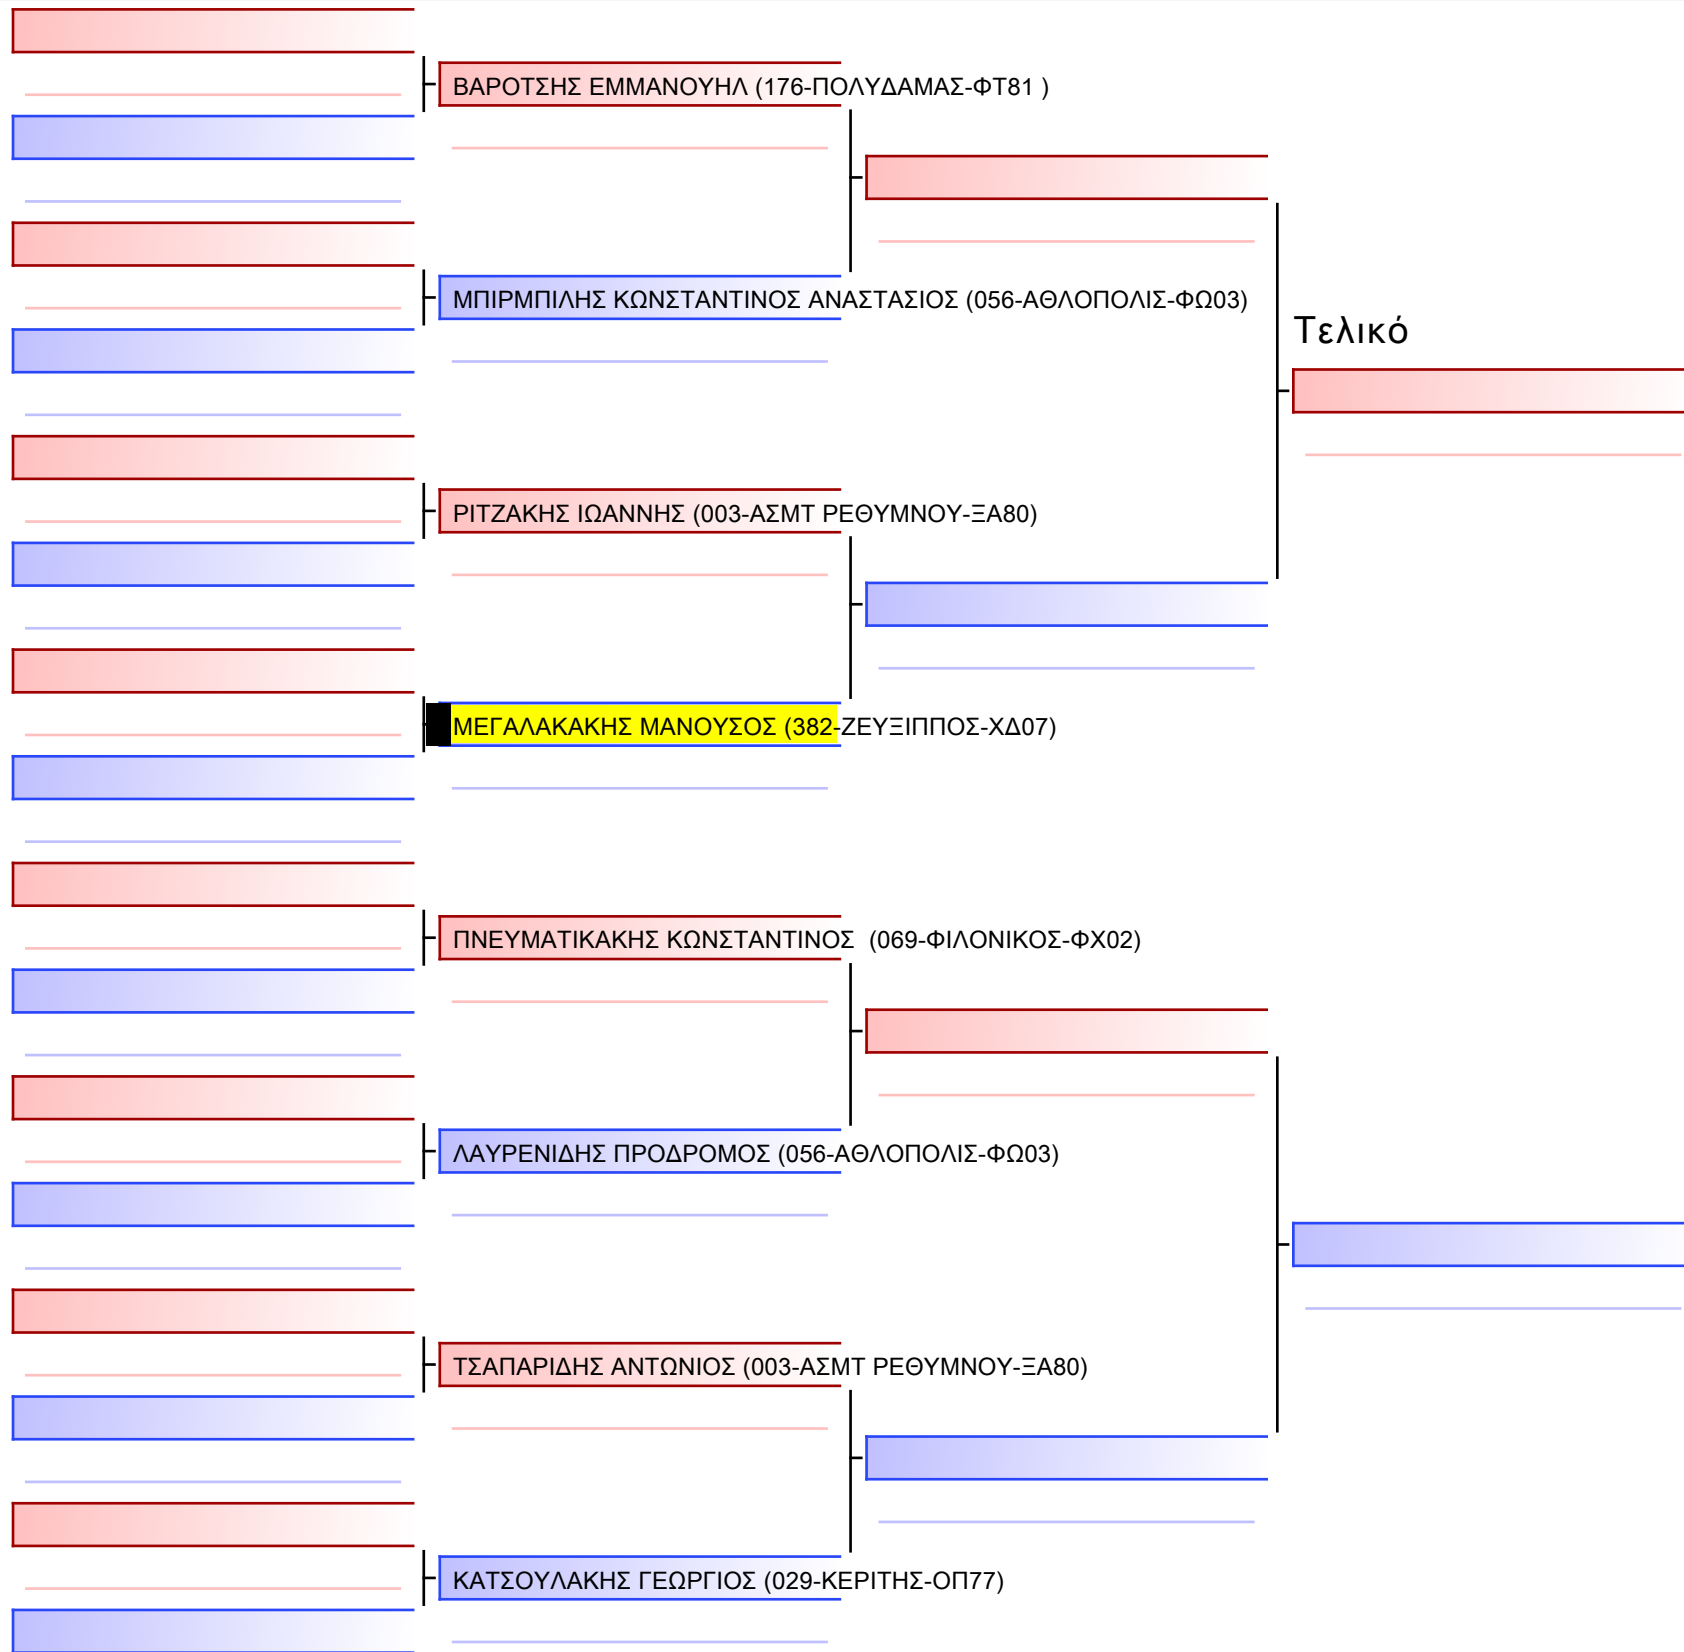 ΒΑΡΟΤΣΗΣ ΕΜΜΑΝΟΥΗΛ (176-ΠΟΛΥΔΑΜΑΣ-ΦΤ81 )
ΜΠΙΡΜΠΙΛΗΣ ΚΩΝΣΤΑΝΤΙΝΟΣ ΑΝΑΣΤΑΣΙΟΣ (056-ΑΘΛΟΠΟΛΙΣ-ΦΩ03)
Τελικό
ΡΙΤΖΑΚΗΣ ΙΩΑΝΝΗΣ (003-ΑΣΜΤ ΡΕΘΥΜΝΟΥ-ΞΑ80)
ΜΕΓΑΛΑΚΑΚΗΣ ΜΑΝΟΥΣΟΣ (382-ΖΕΥΞΙΠΠΟΣ-ΧΔ07)
ΠΝΕΥΜΑΤΙΚΑΚΗΣ ΚΩΝΣΤΑΝΤΙΝΟΣ  (069-ΦΙΛΟΝΙΚΟΣ-ΦΧ02)
ΛΑΥΡΕΝΙΔΗΣ ΠΡΟΔΡΟΜΟΣ (056-ΑΘΛΟΠΟΛΙΣ-ΦΩ03)
ΤΣΑΠΑΡΙΔΗΣ ΑΝΤΩΝΙΟΣ (003-ΑΣΜΤ ΡΕΘΥΜΝΟΥ-ΞΑ80)
ΚΑΤΣΟΥΛΑΚΗΣ ΓΕΩΡΓΙΟΣ (029-ΚΕΡΙΤΗΣ-ΟΠ77)